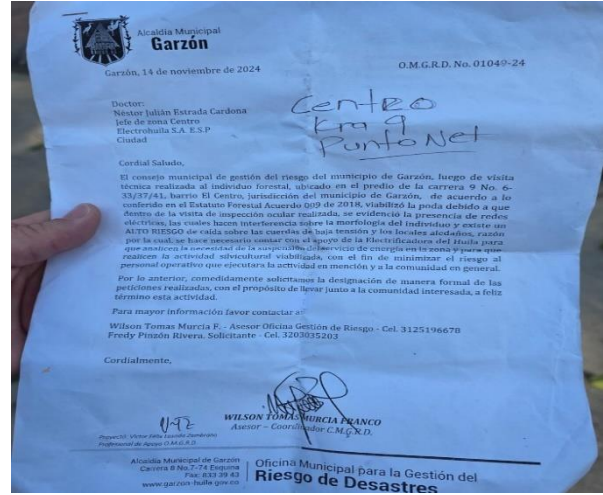 Alcaldía Municipal
Garzón
Garzón, 14 de noviembre de 2024
O.M.G.R.D. No. 01049-24
Doctor:
Néstor Julián Estrada Cardona
Jefe de zona Centro
Electrohuila S.A. E.S.P
Ciudad
Centro
Km 9
Punto Net
Cordial Saludo,
El consejo municipal de gestión del riesgo del municipio de Garzón, luego de visita
técnica realizada al individuo forestal, ubicado en el predio de la carrera 9 No. 6-
33/37/41, barrio El Centro, jurisdicción del municipio de Garzón, de acuerdo a lo
conferido en el Estatuto Forestal Acuerdo 009 de 2018, viabilizó la poda debido a que
dentro de la visita de inspección ocular realizada, se evidenció la presencia de redes
eléctricas, las cuales hacen interferencia sobre la morfología del individuo y existe un
ALTO RIESGO de caída sobre las cuerdas de baja tensión y los locales aledaños, razón
por la cual, se hace necesario contar con el apoyo de la Electrificadora del Huila para
que analicen la necesidad de la suspensión del servicio de energía en la zona y para que
realicen la actividad silvicultural viabilizada, con el fin de minimizar el riesgo al
personal operativo que ejecutara la actividad en mención y a la comunidad en general.
Por lo anterior, comedidamente solicitamos la designación de manera formal de las
peticiones realizadas, con el propósito de llevar junto a la comunidad interesada, a feliz
término esta actividad.
Para mayor información favor contactar a:
Wilson Tomas Murcia F. - Asesor Oficina Gestión de Riesgo - Cel. 3125196678
Fredy Pinzón Rivera. Solicitante - Cel. 3203035203
Cordialmente,
WILSON TOMAS MURCIA FRANCO
Asesor – Coordinador C.M.G.R.D.
Proyectó: Víctor Félix
Profesional de Apoyo O.M.G.R.D.
Alcaldía Municipal de Garzón
Carrera 8 No.7-74 Esquina
Fax: 833 39 43
www.garzon-huila.gov.co
Oficina Municipal para la Gestión del
Riesgo de Desastres